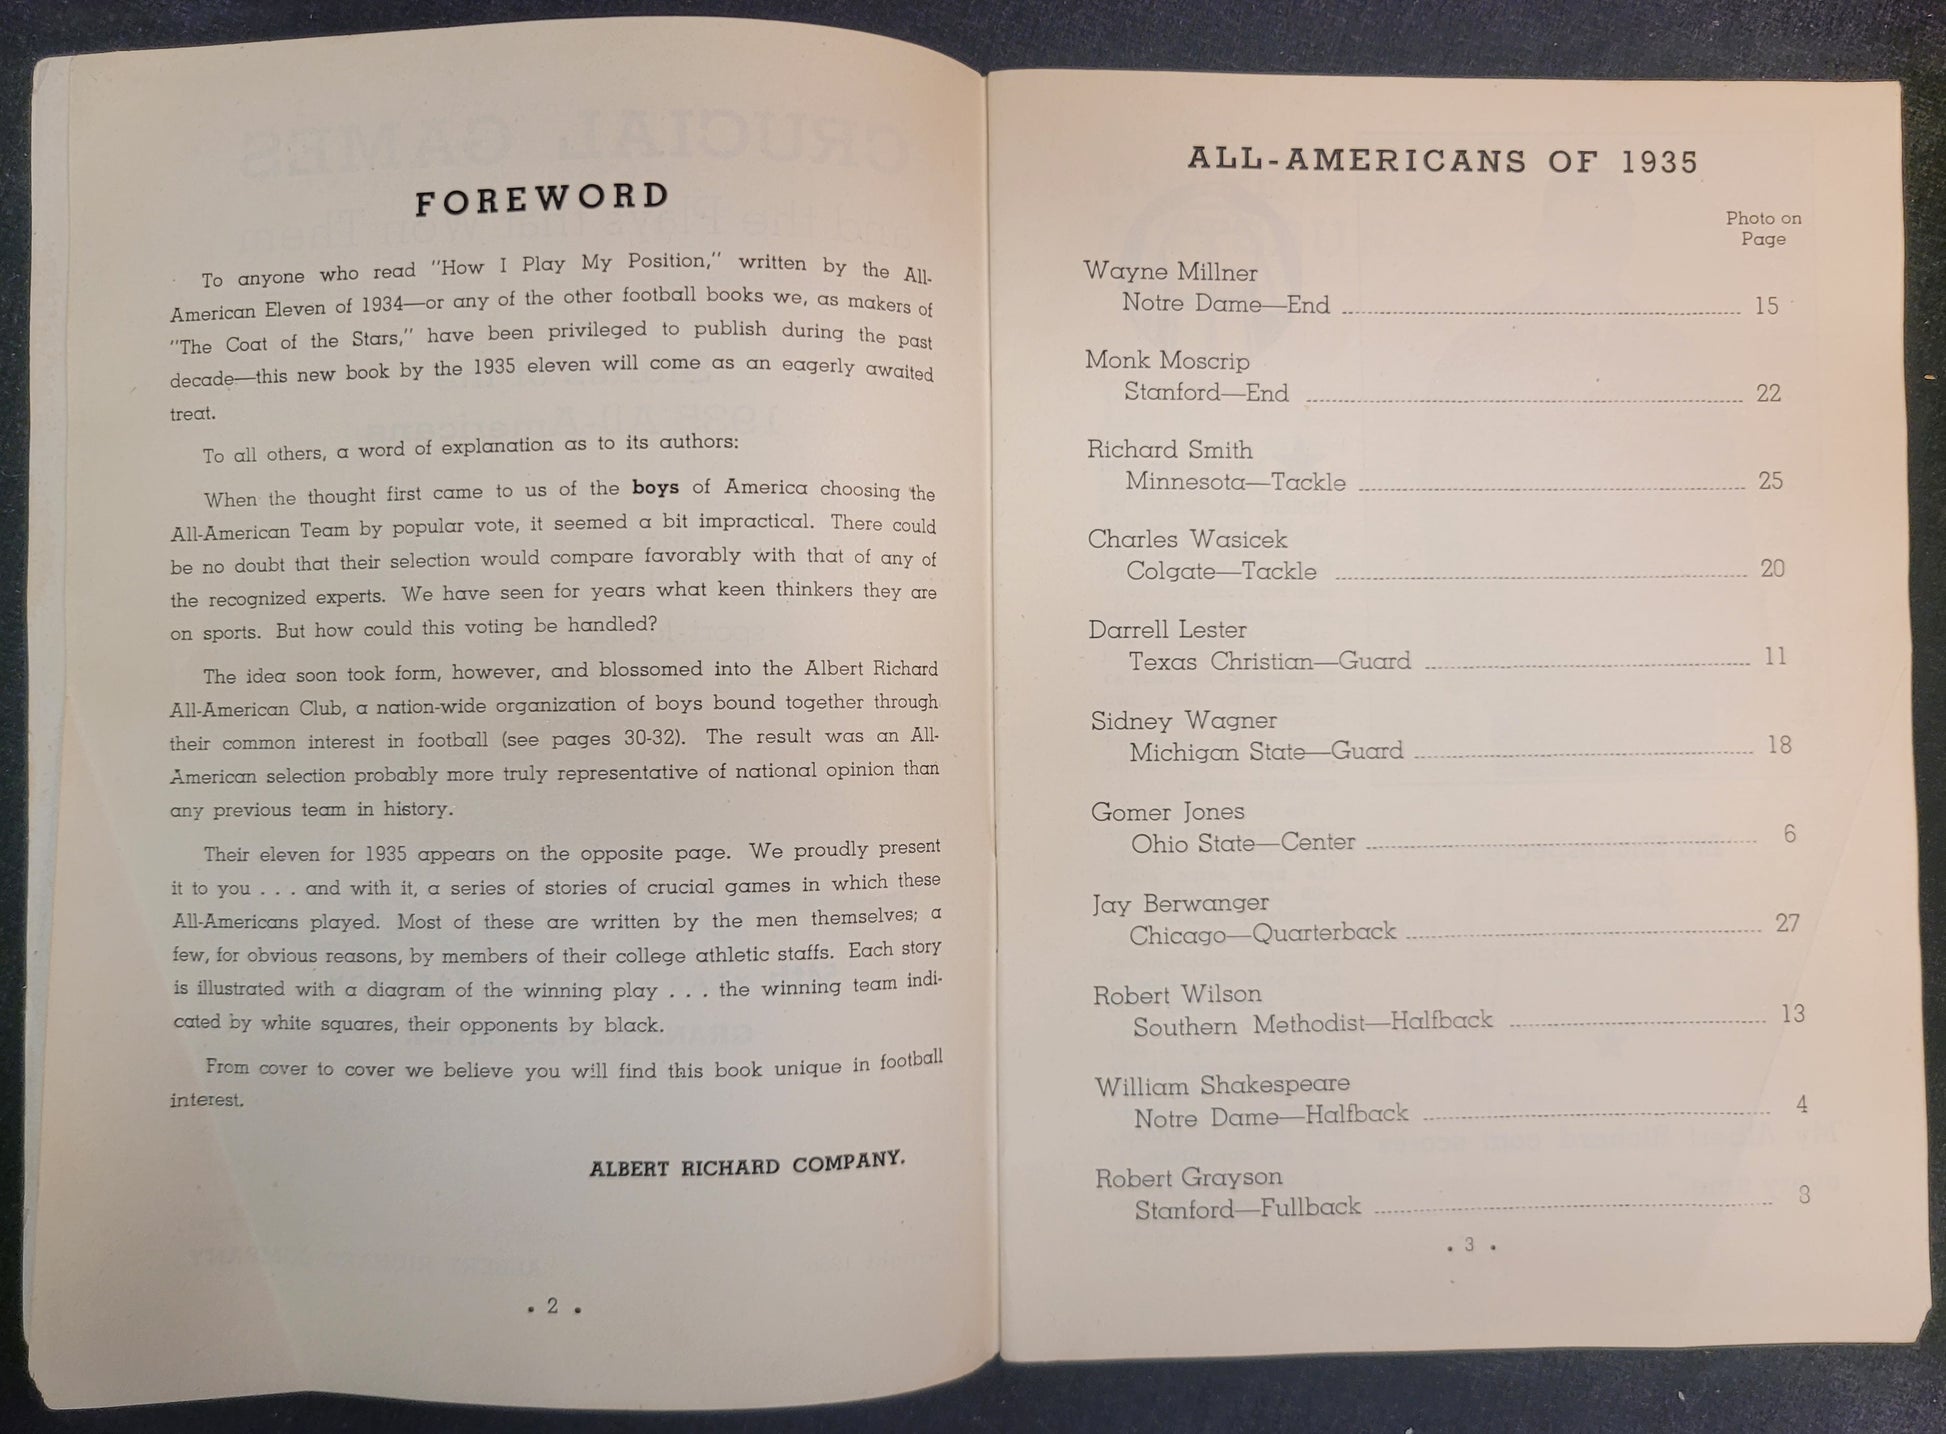 FOREWORD
To anyone who read "How I Play My Position," written by the All-
American Eleven of 1934—or any of the other football books we, as makers of
"The Coat of the Stars," have been privileged to publish during the past
decade—this new book by the 1935 eleven will come as an eagerly awaited
treat.
To all others, a word of explanation as to its authors:
When the thought first came to us of the boys of America choosing the
All-American Team by popular vote, it seemed a bit impractical. There could
be no doubt that their selection would compare favorably with that of any of
the recognized experts. We have seen for years what keen thinkers they are
on sports. But how could this voting be handled?
The idea soon took form, however, and blossomed into the Albert Richard
All-American Club, a nation-wide organization of boys bound together through
their common interest in football (see pages 30-32). The result was an All-
American selection probably more truly representative of national opinion than
any previous team in history.
Their eleven for 1935 appears on the opposite page. We proudly present
it to you . . . and with it, a series of stories of crucial games in which these
All-Americans played. Most of these are written by the men themselves; a
few, for obvious reasons, by members of their college athletic staffs. Each story
is illustrated with a diagram of the winning play . . . the winning team indi-
cated by white squares, their opponents by black.
From cover to cover we believe you will find this book unique in football
interest.
ALBERT RICHARD COMPANY.
. 2 .
ALL-AMERICANS OF 1935
Photo on
Page
Wayne Millner
Notre Dame—End 15
Monk Moscrip
Stanford—End 22
Richard Smith
Minnesota—Tackle 25
Charles Wasicek
Colgate—Tackle 20
Darrell Lester
Texas Christian—Guard 11
Sidney Wagner
Michigan State—Guard 18
Gomer Jones
Ohio State—Center 6
Jay Berwanger
Chicago—Quarterback 27
Robert Wilson
Southern Methodist—Halfback 13
William Shakespeare
Notre Dame—Halfback 4
Robert Grayson
Stanford—Fullback
. 3 .